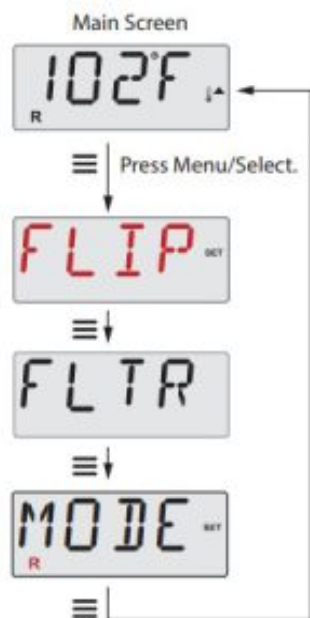 Main Screen
102°F
R
Press Menu/Select.
FLIP SET
FLTR
MODE SET
R